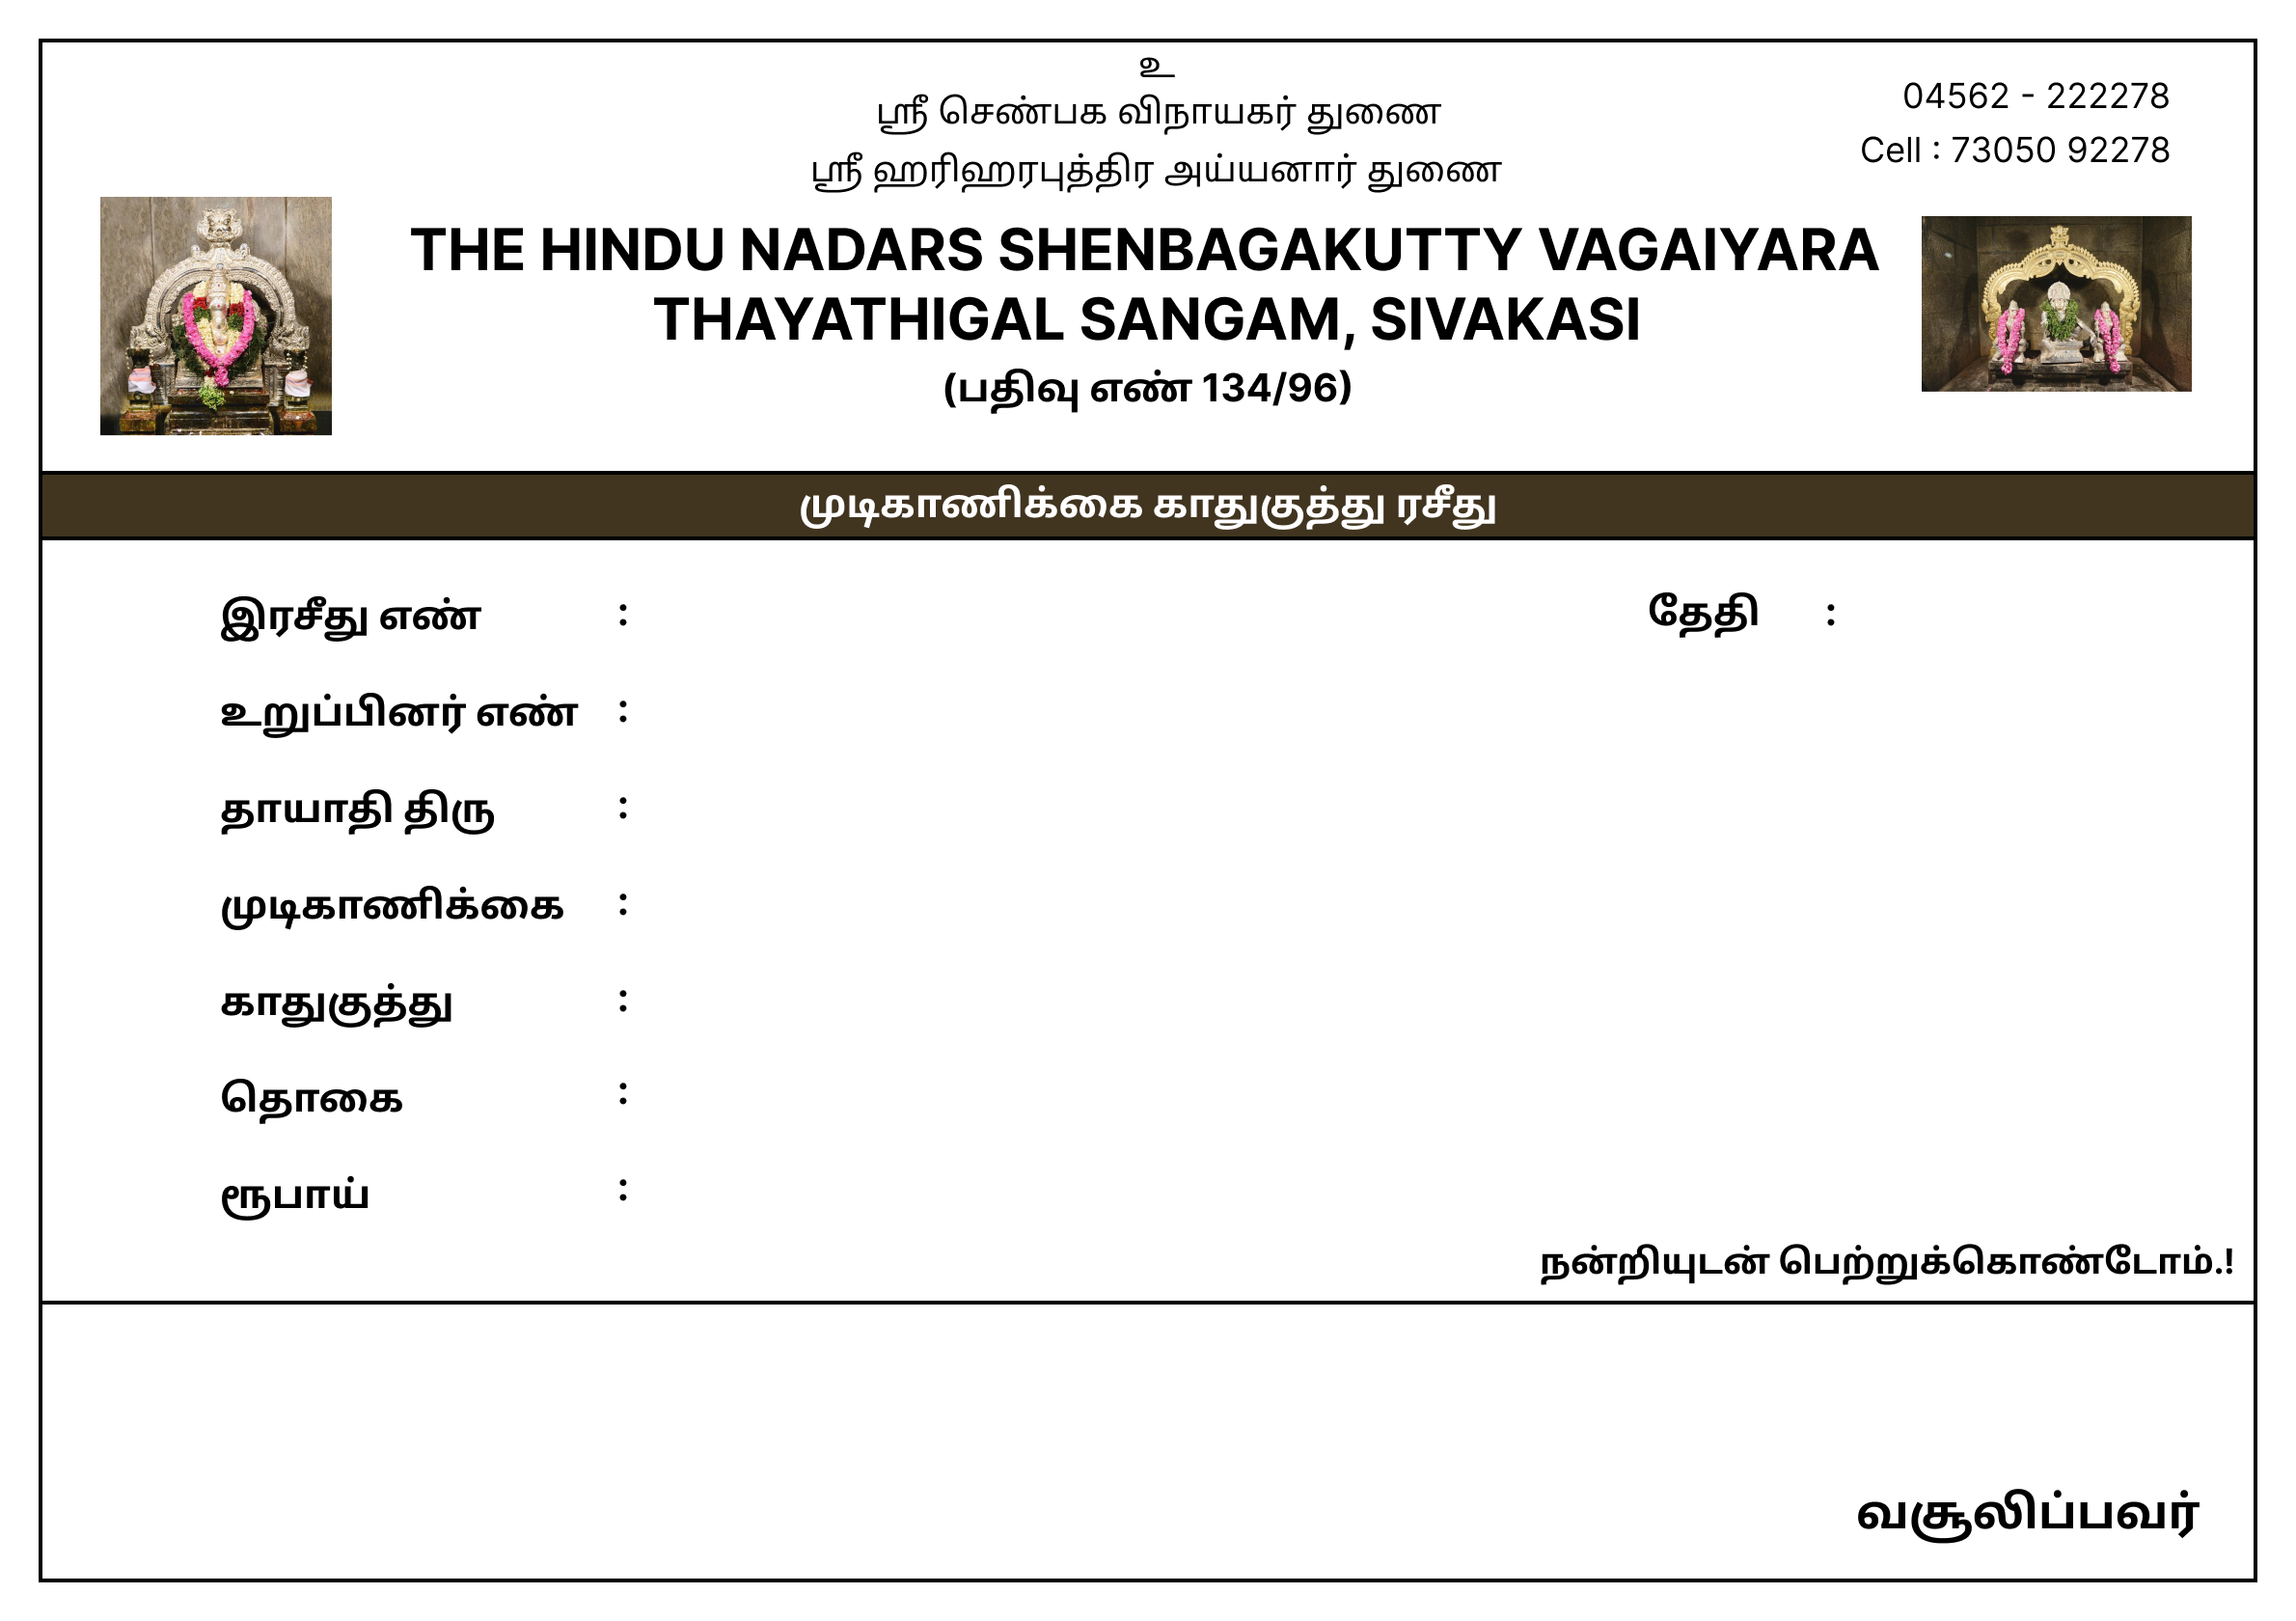 உ
ஸ்ரீ செண்பக விநாயகர் துணை
ஸ்ரீ ஹரிஹரபுத்திர அய்யனார் துணை
04562 - 222278
Cell : 73050 92278
THE HINDU NADARS SHENBAGAKUTTY VAGAIYARA
THAYATHIGAL SANGAM, SIVAKASI
(பதிவு எண் 134/96)
முடிகாணிக்கை காதுகுத்து ரசீது
இரசீது எண் : தேதி :
உறுப்பினர் எண் :
தாயாதி திரு :
முடிகாணிக்கை :
காதுகுத்து :
தொகை :
ரூபாய் :
நன்றியுடன் பெற்றுக்கொண்டோம்.!
வசூலிப்பவர்